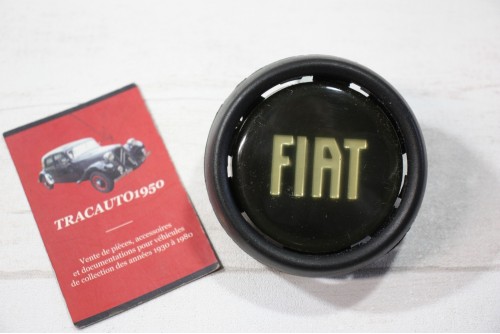 TRACAUTO1950
Vente de pièces, accessoires
et documentations pour véhicules
de collection des années 1930 à 1980
FIAT